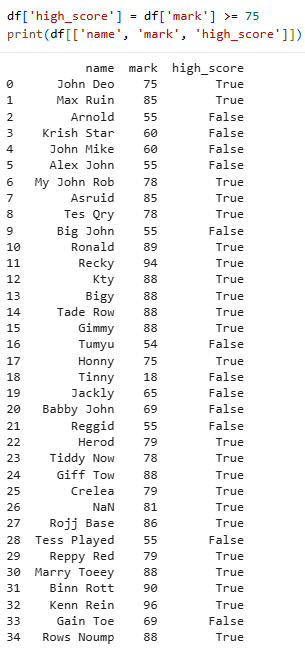 df['high_score'] = df['mark'] >= 75
print(df[['name', 'mark', 'high_score']])
name mark high_score
0 John Deo 75 True
1 Max Ruin 85 True
2 Arnold 55 False
3 Krish Star 60 False
4 John Mike 60 False
5 Alex John 55 False
6 My John Rob 78 True
7 Asruid 85 True
8 Tes Qry 78 True
9 Big John 55 False
10 Ronald 89 True
11 Recky 94 True
12 Kty 88 True
13 Bigy 88 True
14 Tade Row 88 True
15 Gimmy 88 True
16 Tumyu 54 False
17 Honny 75 True
18 Tinny 18 False
19 Jackly 65 False
20 Babby John 69 False
21 Reggid 55 False
22 Herod 79 True
23 Tiddy Now 78 True
24 Giff Tow 88 True
25 Crelea 79 True
26 NaN 81 True
27 Rojj Base 86 True
28 Tess Played 55 False
29 Reppy Red 79 True
30 Marry Toeey 88 True
31 Binn Rott 90 True
32 Kenn Rein 96 True
33 Gain Toe 69 False
34 Rows Noump 88 True